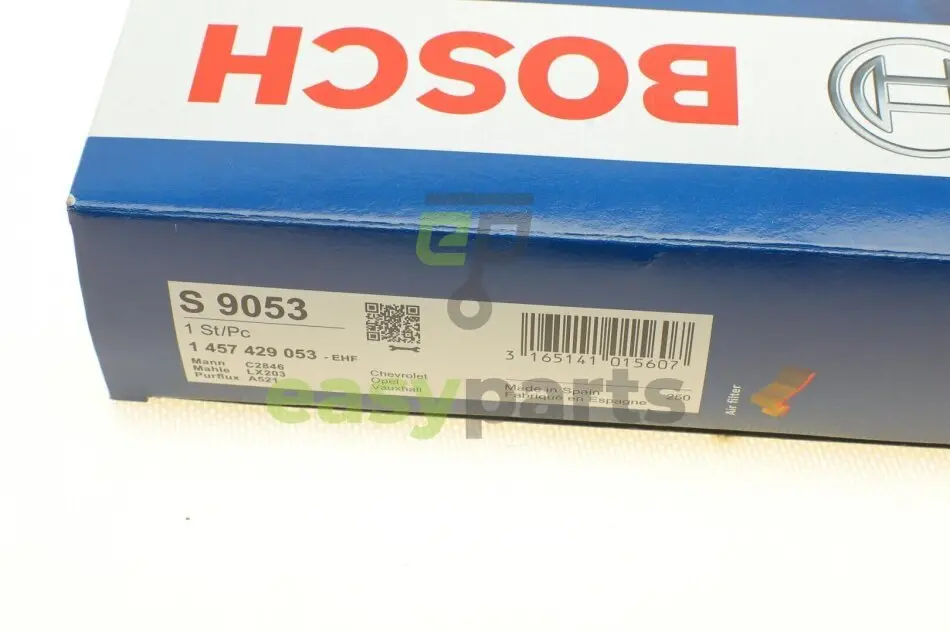 BOSCH
S 9053
1 St/Pc
1 457 429 053 - EHF
Mann C2846
Mahle LX203
Purflux A521
Chevrolet
Opel
Vauxhall
3 165141 015607
Made in Spain
Fabriqué en Espagne 250
Air filter
EP
easyparts